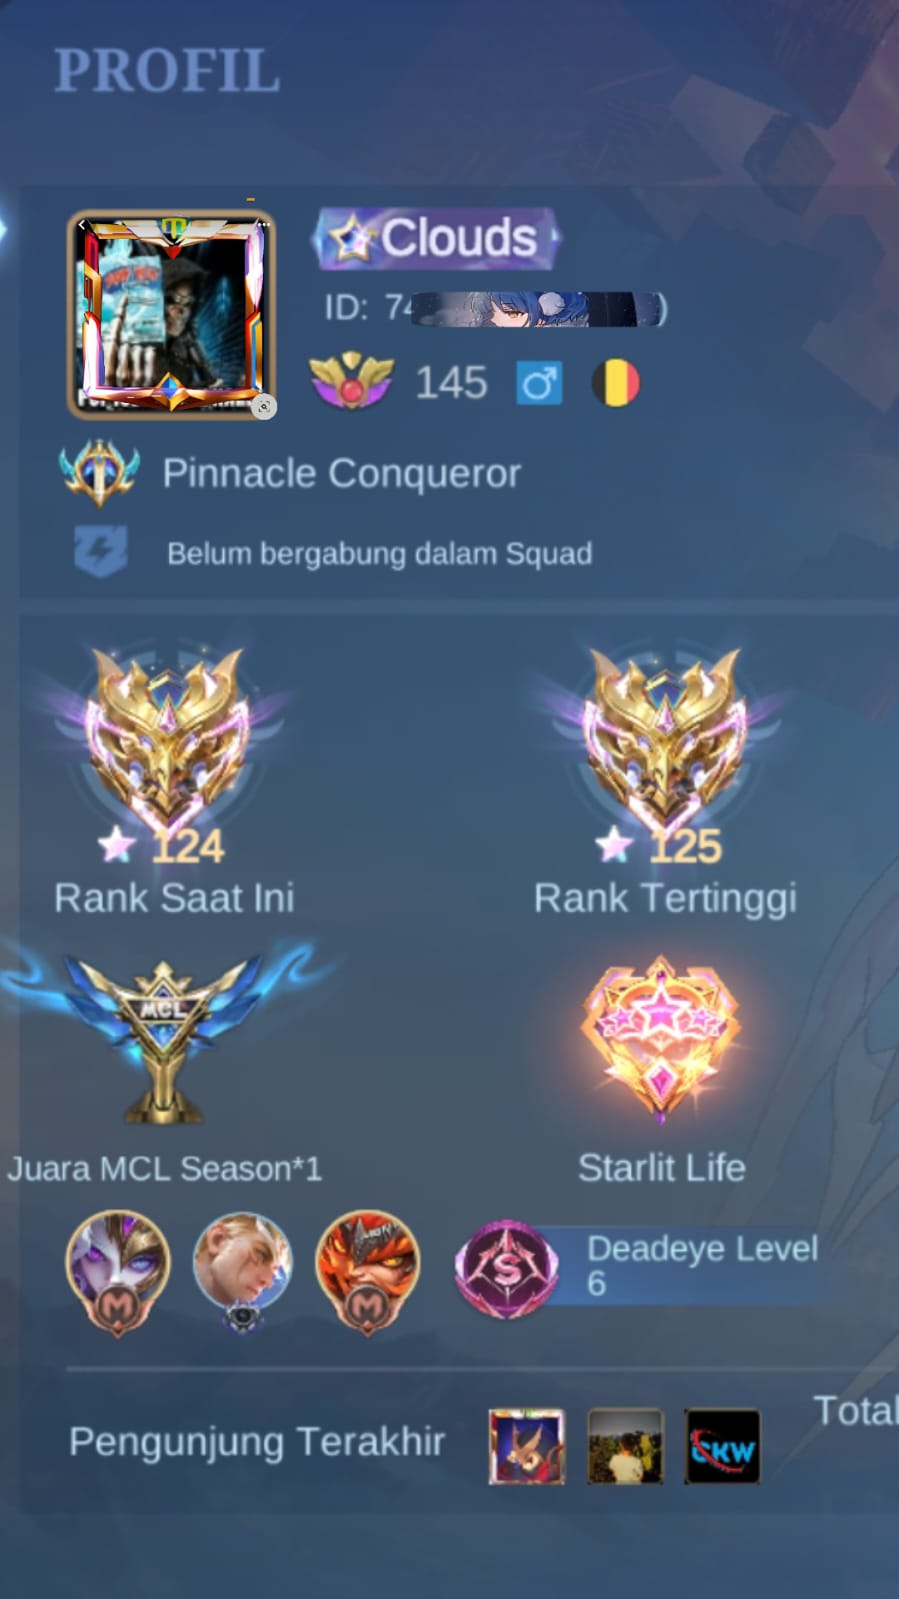 PROFIL
Clouds
ID: 74
)
145
Pinnacle Conqueror
Belum bergabung dalam Squad
124
125
Rank Saat Ini
Rank Tertinggi
MCL
Juara MCL Season*1
Starlit Life
M
M
S
Deadeye Level
6
Pengunjung Terakhir
CKW
Total